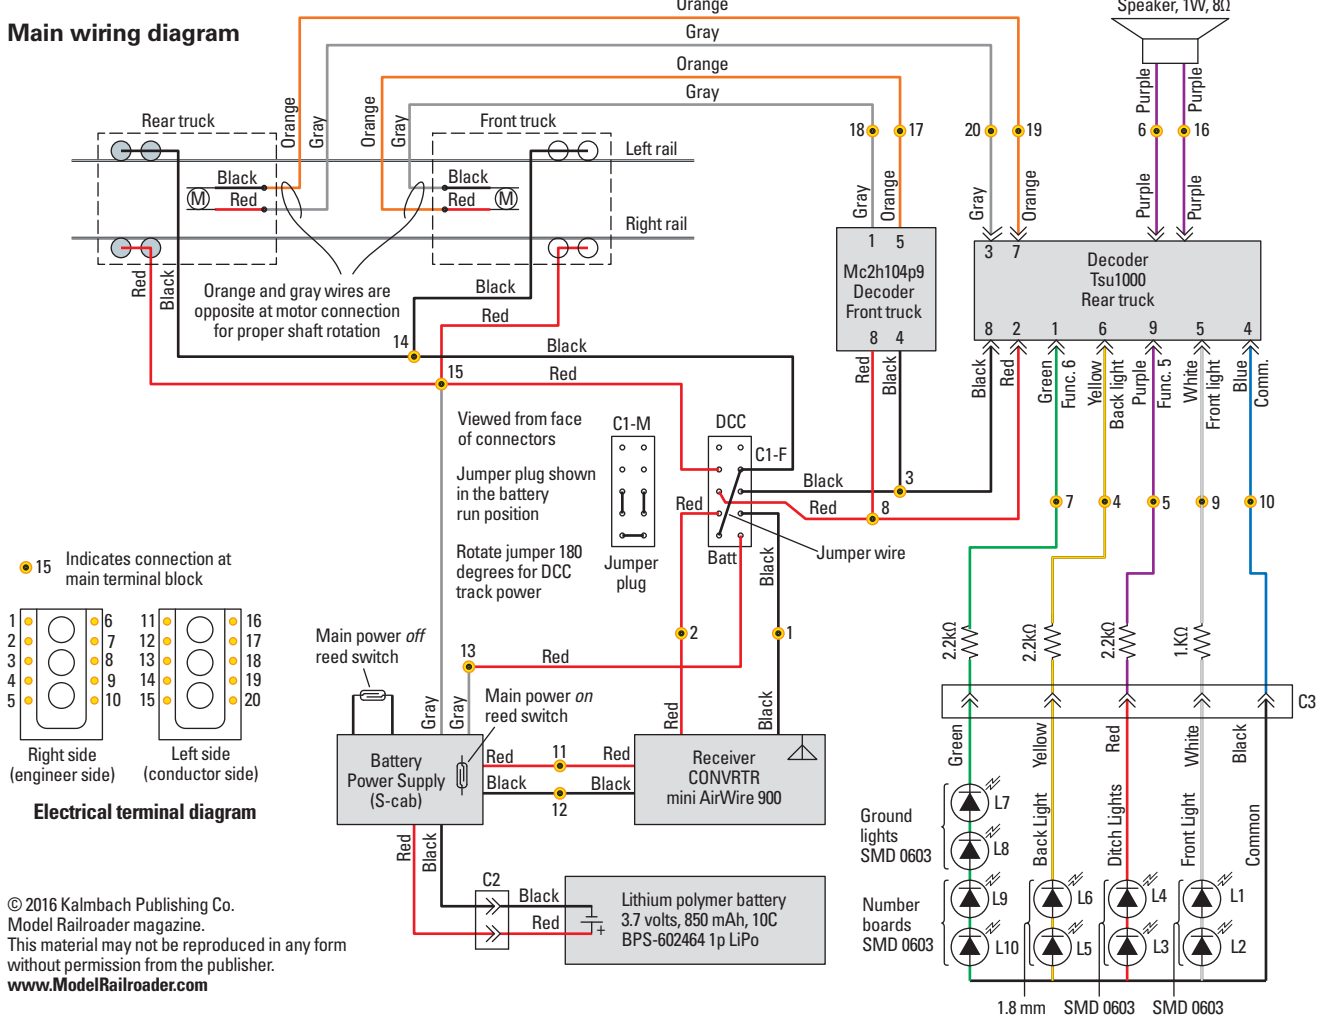 Main wiring diagram
Orange
Gray
Orange
Gray
Speaker, 1W, 8Ω
Purple
Purple
6
16
Purple
Purple
Rear truck
Orange
Gray
Orange
Gray
Front truck
Left rail
Right rail
Black
Red
M
Black
Red
M
18
17
20
19
Gray
Orange
Gray
Orange
Red
Black
Orange and gray wires are
opposite at motor connection
for proper shaft rotation
Black
Red
14
15
Black
Red
1 5
Mc2h104p9
Decoder
Front truck
8 4
Red
Black
3 7
Decoder
Tsu1000
Rear truck
8 2 1 6 9 5 4
Black
Red
Green
Func. 6
Yellow
Back light
Purple
Func. 5
White
Front light
Blue
Comm.
Viewed from face
of connectors
Jumper plug shown
in the battery
run position
Rotate jumper 180
degrees for DCC
track power
C1-M
Jumper
plug
DCC
C1-F
Batt
Black
3
Red
8
Red
Jumper wire
Black
7
4
5
9
10
15 Indicates connection at
main terminal block
1 6
2 7
3 8
4 9
5 10
Right side
(engineer side)
11 16
12 17
13 18
14 19
15 20
Left side
(conductor side)
Electrical terminal diagram
Main power off
reed switch
13
Red
2
1
Gray
Gray
Main power on
reed switch
Red
Black
Battery
Power Supply
(S-cab)
Red
11
Red
Black
12
Black
Receiver
CONVRTR
mini AirWire 900
Red
Black
C2
Black
Red
+
Lithium polymer battery
3.7 volts, 850 mAh, 10C
BPS-602464 1p LiPo
2.2kΩ
2.2kΩ
2.2kΩ
1.KΩ
C3
Green
Yellow
Red
White
Black
Back Light
Ditch Lights
Front Light
Common
Ground
lights
SMD 0603
L7
L8
Number
boards
SMD 0603
L9
L10
L6
L5
L4
L3
L1
L2
1.8 mm
SMD 0603
SMD 0603
© 2016 Kalmbach Publishing Co.
Model Railroader magazine.
This material may not be reproduced in any form
without permission from the publisher.
www.ModelRailroader.com